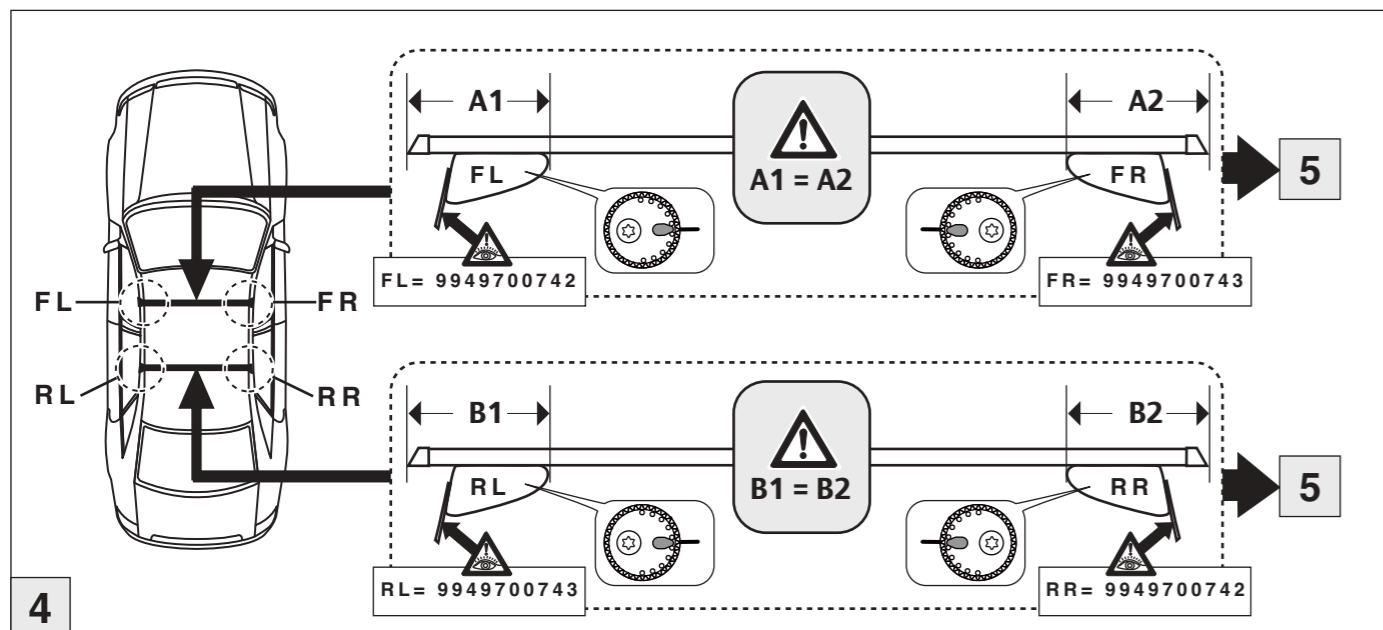 A1 A2
FL A1 = A2 FR 5
FL= 9949700742 FR= 9949700743
FL FR
RL RR
B1 B2
RL B1 = B2 RR 5
RL= 9949700743 RR= 9949700742
4